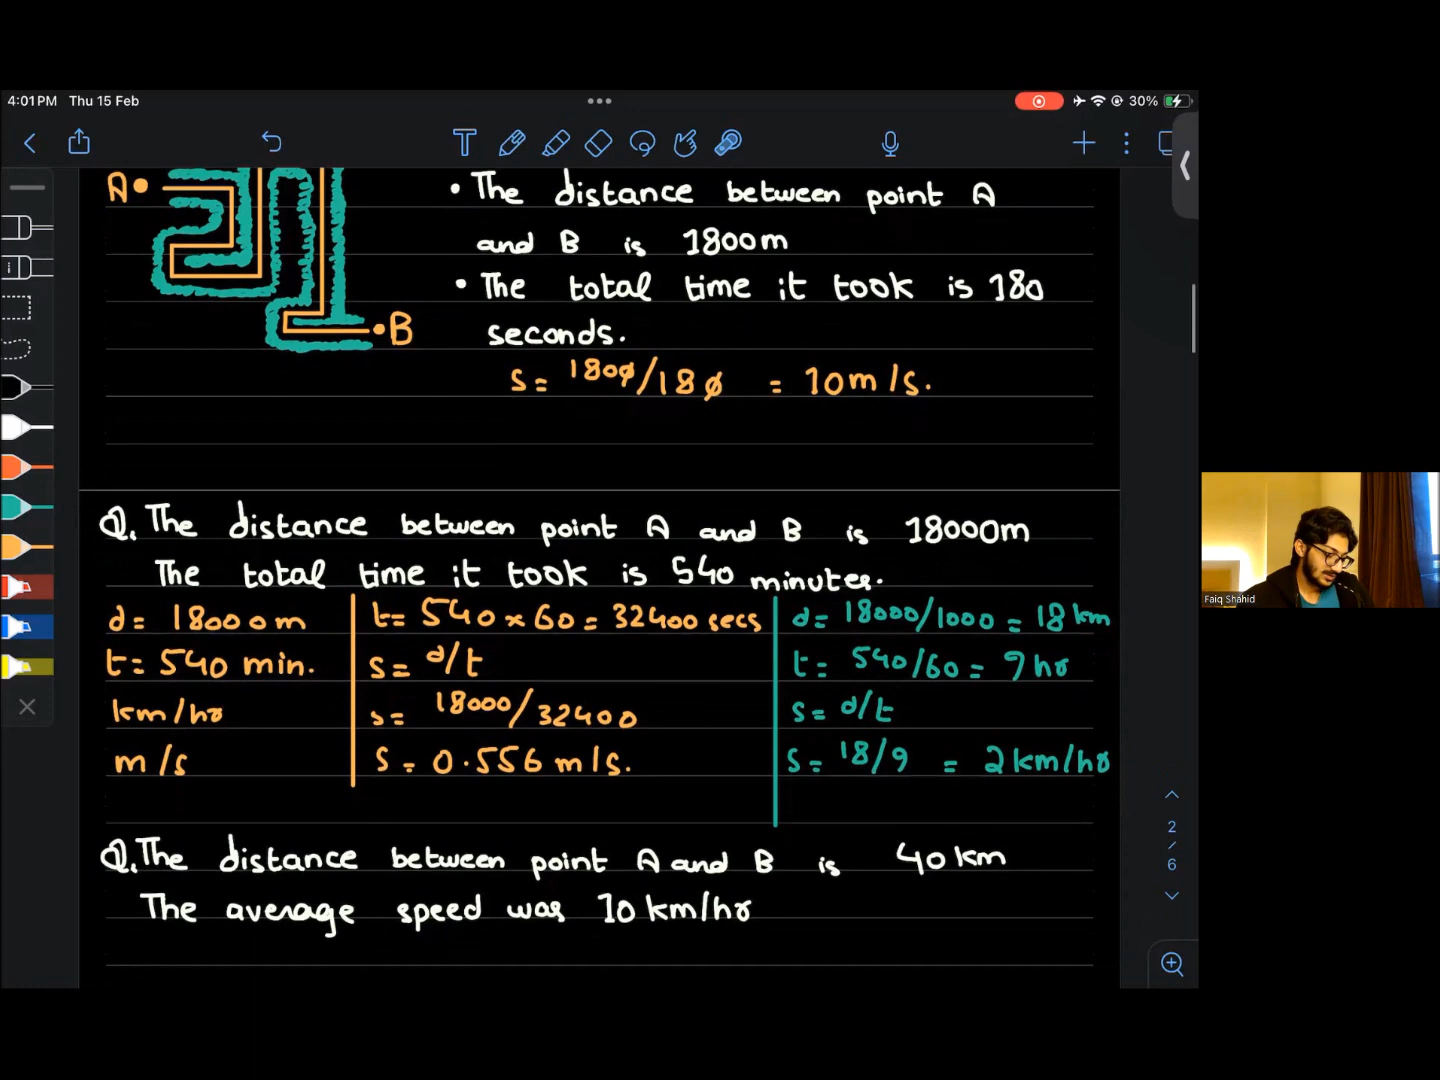 4:01PM Thu 15 Feb
30%
A
• The distance between point A
and B is 1800m
• The total time it took is 180
seconds.
B
s = 1800/180 = 10m/s.
Q. The distance between point A and B is 18000m
The total time it took is 540 minutes.
d = 18000m
t = 540 min.
km/hr
m/s
t = 540 × 60 = 32400 secs
s = d/t
s = 18000/32400
s = 0.556 m/s.
d = 18000/1000 = 18 km
t = 540/60 = 9 hr
s = d/t
s = 18/9 = 2 km/hr
Q. The distance between point A and B is 40 km
The average speed was 10 km/hr
2
/
6
Faiq Shahid